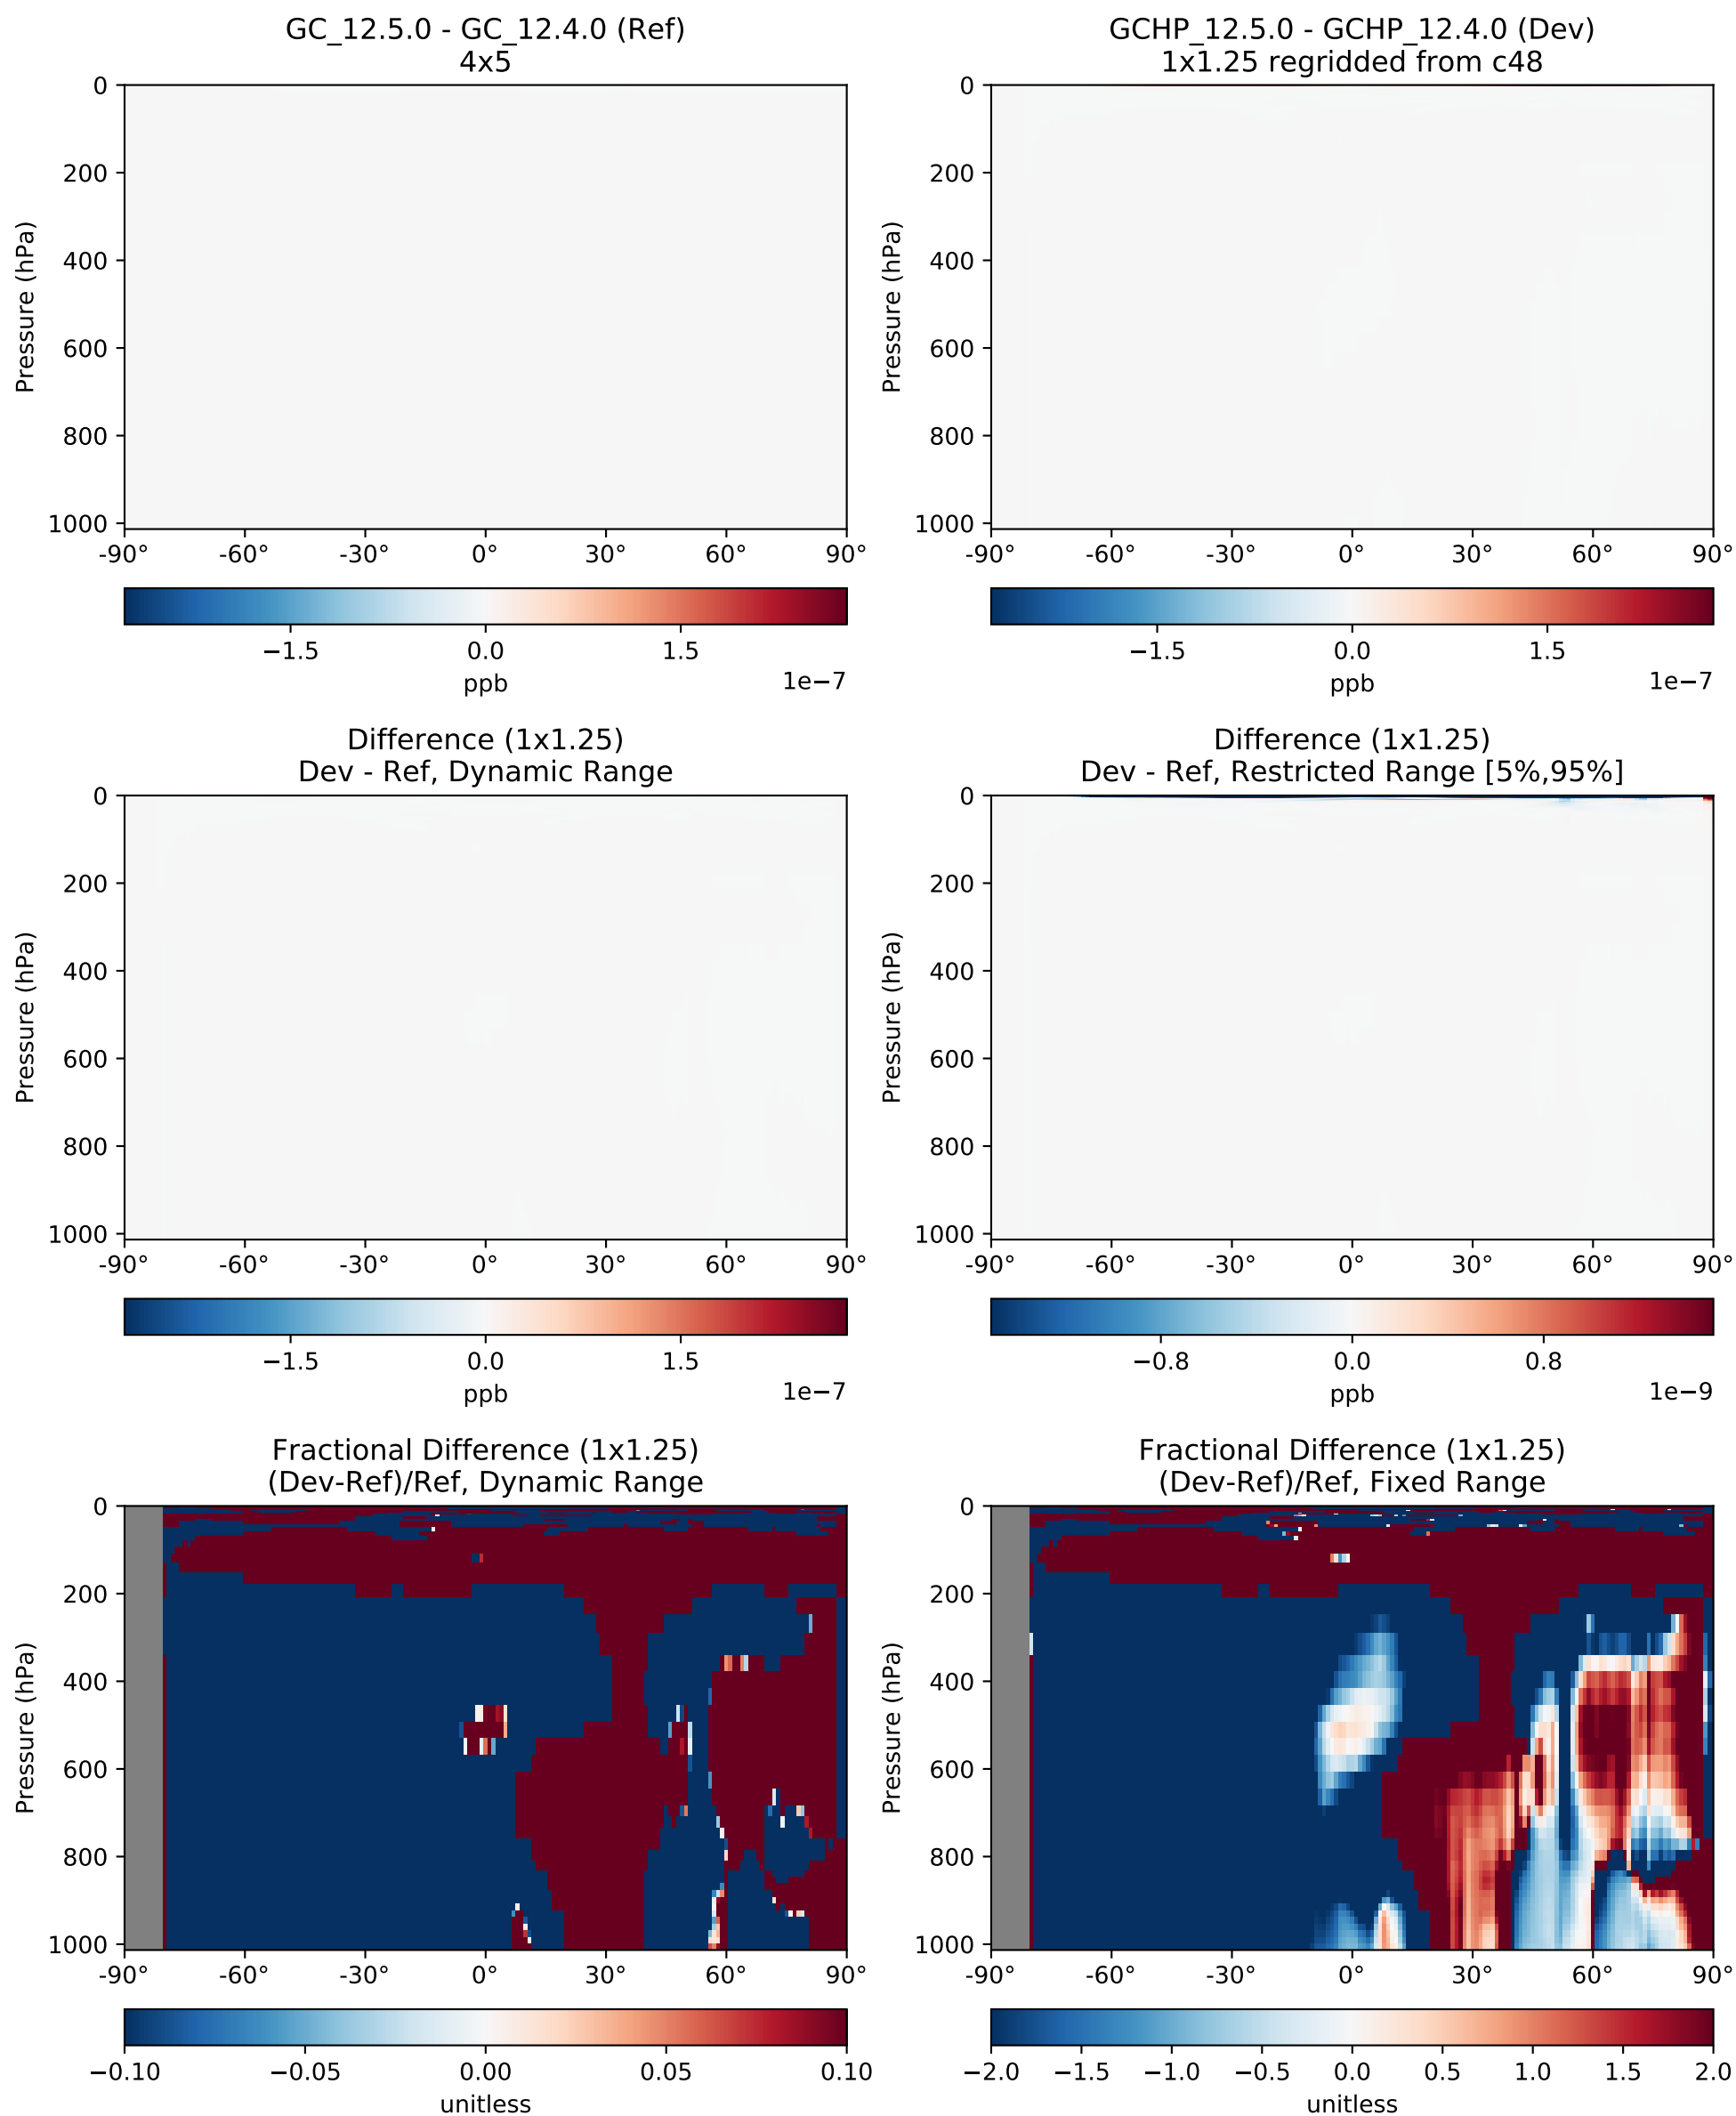 GC_12.5.0 - GC_12.4.0 (Ref)
4x5
0
200
400
600
800
1000
Pressure (hPa)
-90° -60° -30° 0° 30° 60° 90°
−1.5 0.0 1.5
ppb
1e−7
GCHP_12.5.0 - GCHP_12.4.0 (Dev)
1x1.25 regridded from c48
0
200
400
600
800
1000
Pressure (hPa)
-90° -60° -30° 0° 30° 60° 90°
−1.5 0.0 1.5
ppb
1e−7
Difference (1x1.25)
Dev - Ref, Dynamic Range
0
200
400
600
800
1000
Pressure (hPa)
-90° -60° -30° 0° 30° 60° 90°
−1.5 0.0 1.5
ppb
1e−7
Difference (1x1.25)
Dev - Ref, Restricted Range [5%,95%]
0
200
400
600
800
1000
Pressure (hPa)
-90° -60° -30° 0° 30° 60° 90°
−0.8 0.0 0.8
ppb
1e−9
Fractional Difference (1x1.25)
(Dev-Ref)/Ref, Dynamic Range
0
200
400
600
800
1000
Pressure (hPa)
-90° -60° -30° 0° 30° 60° 90°
−0.10 −0.05 0.00 0.05 0.10
unitless
Fractional Difference (1x1.25)
(Dev-Ref)/Ref, Fixed Range
0
200
400
600
800
1000
Pressure (hPa)
-90° -60° -30° 0° 30° 60° 90°
−2.0 −1.5 −1.0 −0.5 0.0 0.5 1.0 1.5 2.0
unitless